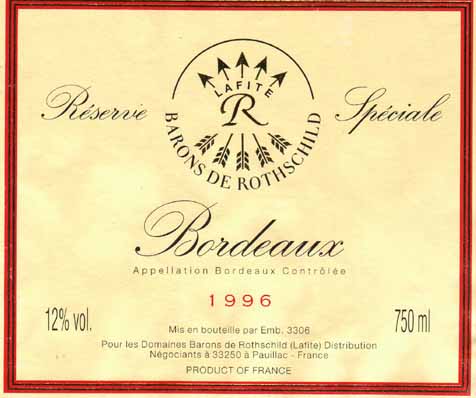 Réserve
Spéciale
LAFITE
R
BARONS DE ROTHSCHILD
Bordeaux
Appellation Bordeaux Contrôlée
1996
12% vol.
750 ml
Mis en bouteille par Emb. 3306
Pour les Domaines Barons de Rothschild (Lafite) Distribution
Négociants à 33250 à Pauillac - France
PRODUCT OF FRANCE